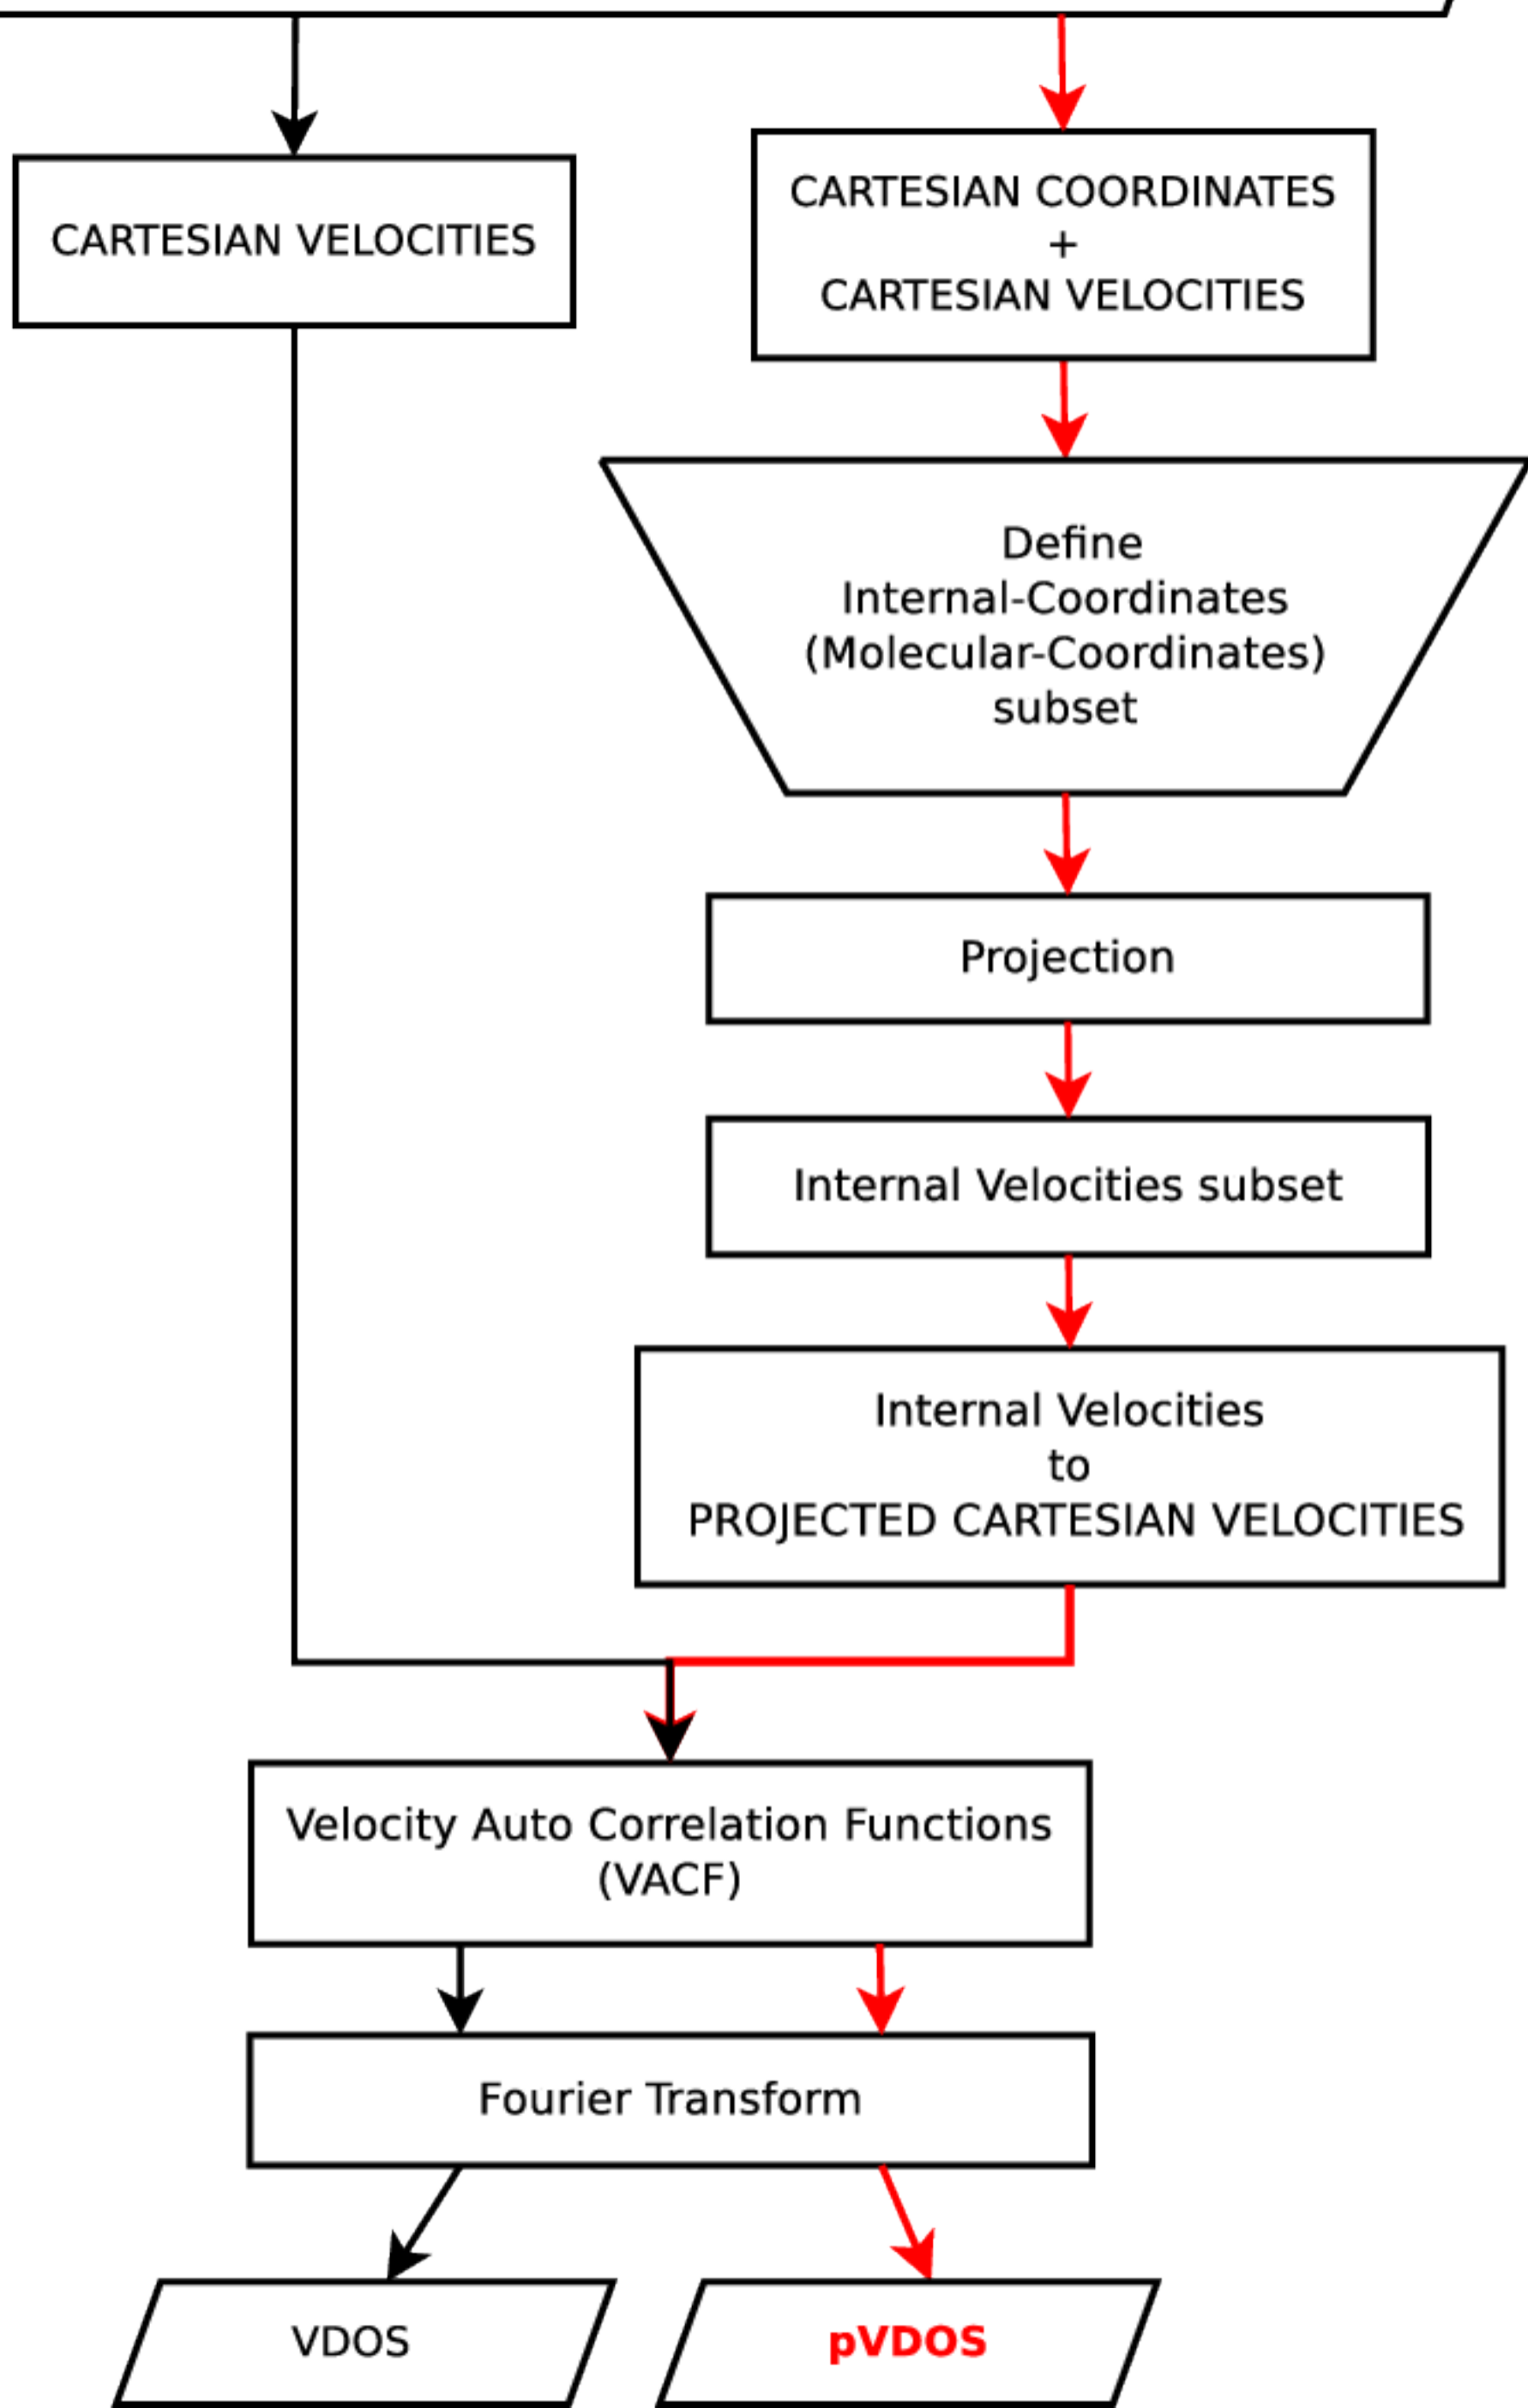 CARTESIAN VELOCITIES
CARTESIAN COORDINATES
+
CARTESIAN VELOCITIES
Define
Internal-Coordinates
(Molecular-Coordinates)
subset
Projection
Internal Velocities subset
Internal Velocities
to
PROJECTED CARTESIAN VELOCITIES
Velocity Auto Correlation Functions
(VACF)
Fourier Transform
VDOS
pVDOS